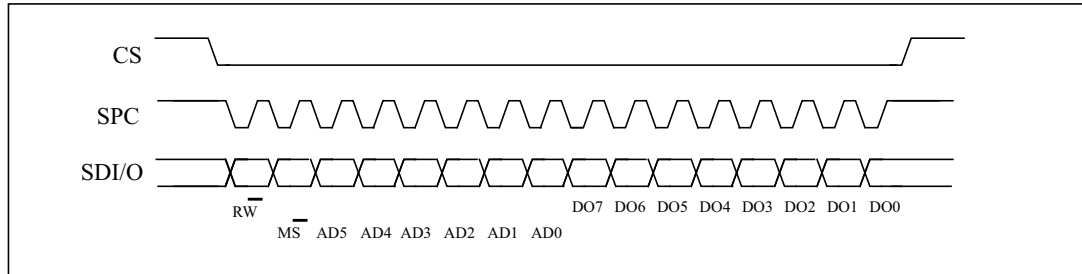 CS
SPC
SDI/O
RW
DO7 DO6 DO5 DO4 DO3 DO2 DO1 DO0
MS AD5 AD4 AD3 AD2 AD1 AD0